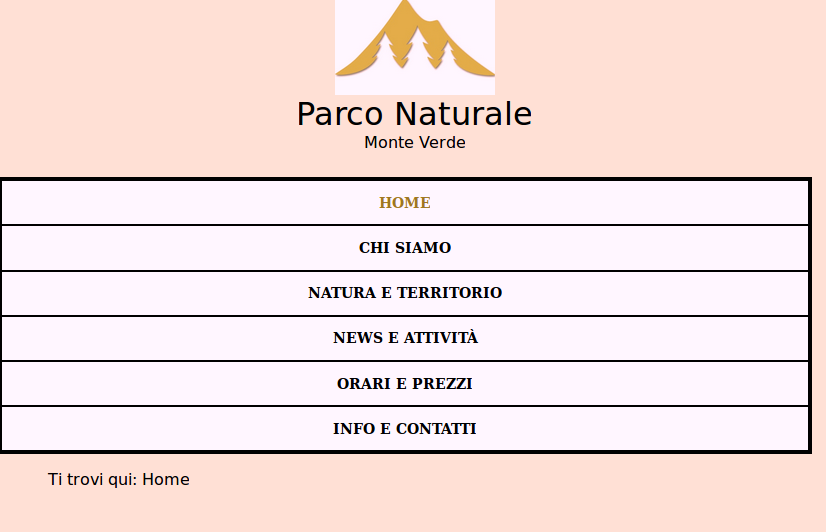 Parco Naturale
Monte Verde
HOME
CHI SIAMO
NATURA E TERRITORIO
NEWS E ATTIVITÀ
ORARI E PREZZI
INFO E CONTATTI
Ti trovi qui: Home